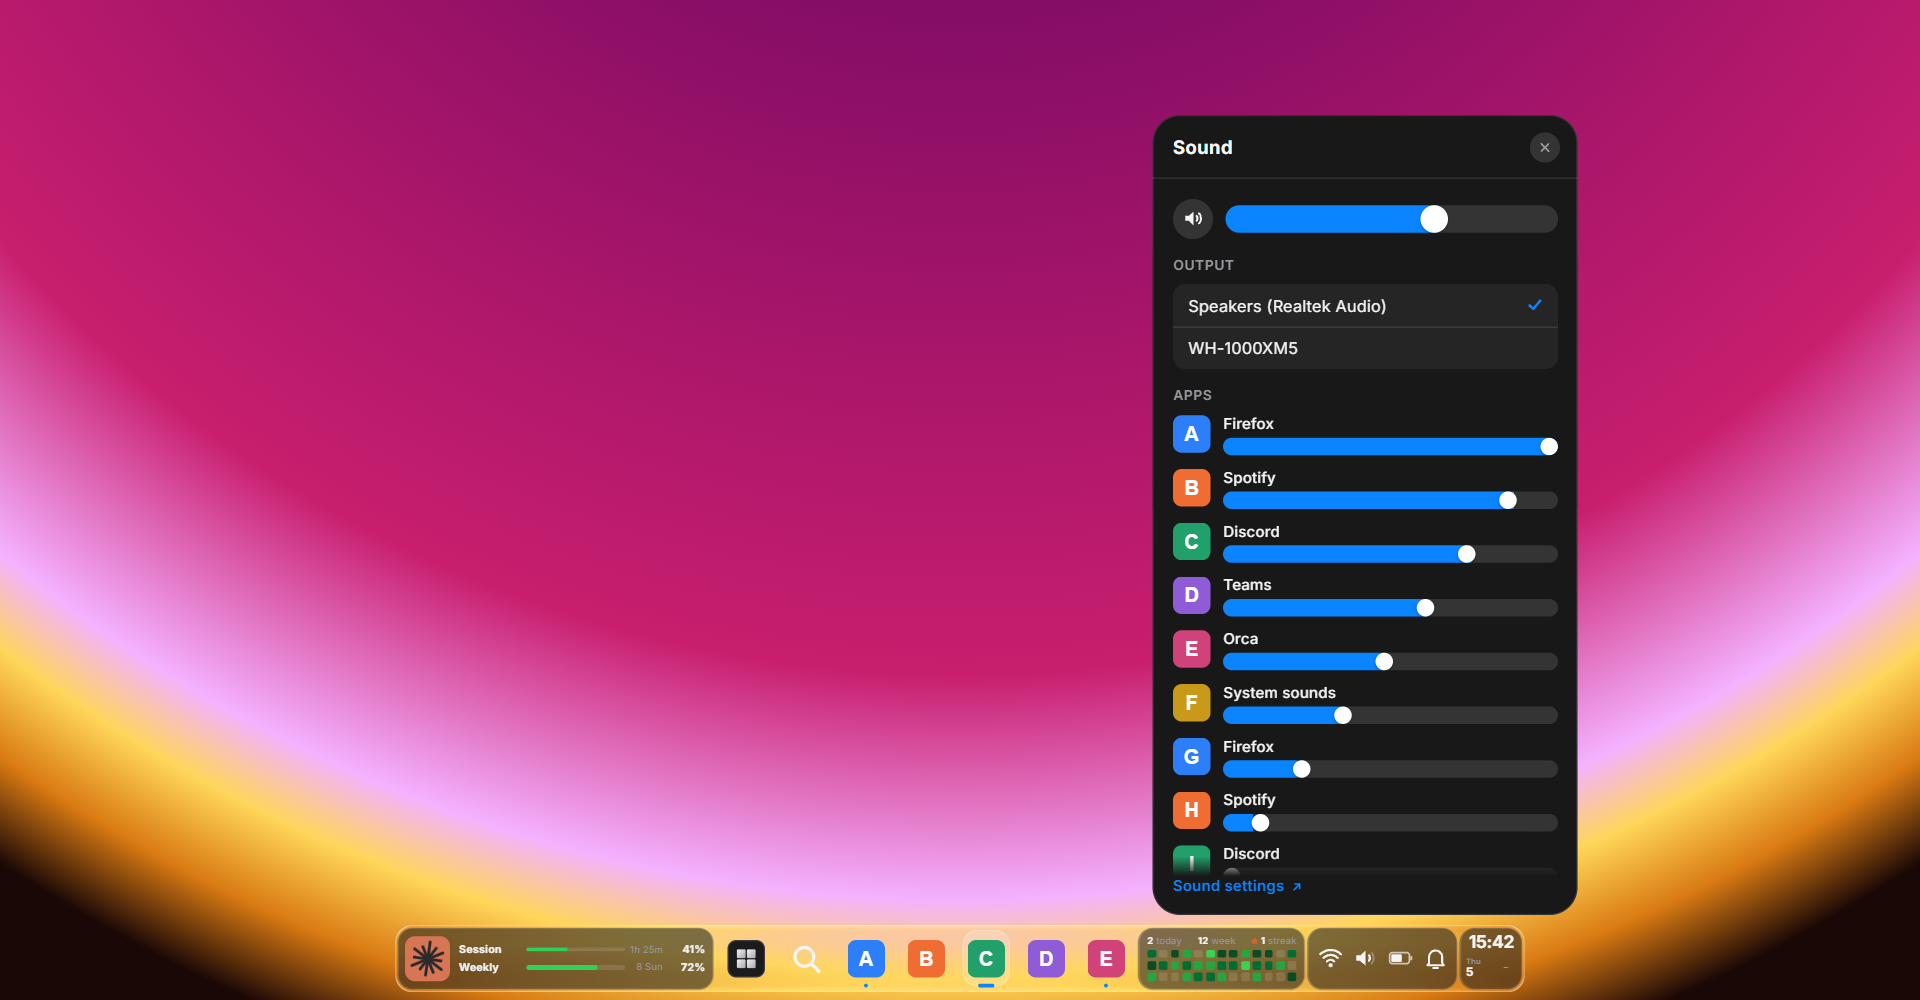 Sound
OUTPUT
Speakers (Realtek Audio)
WH-1000XM5
APPS
A Firefox
B Spotify
C Discord
D Teams
E Orca
F System sounds
G Firefox
H Spotify
I Discord
Sound settings
Session 1h 25m 41%
Weekly 8 Sun 72%
A B C D E
2 today 12 week 1 streak
15:42
Thu
5